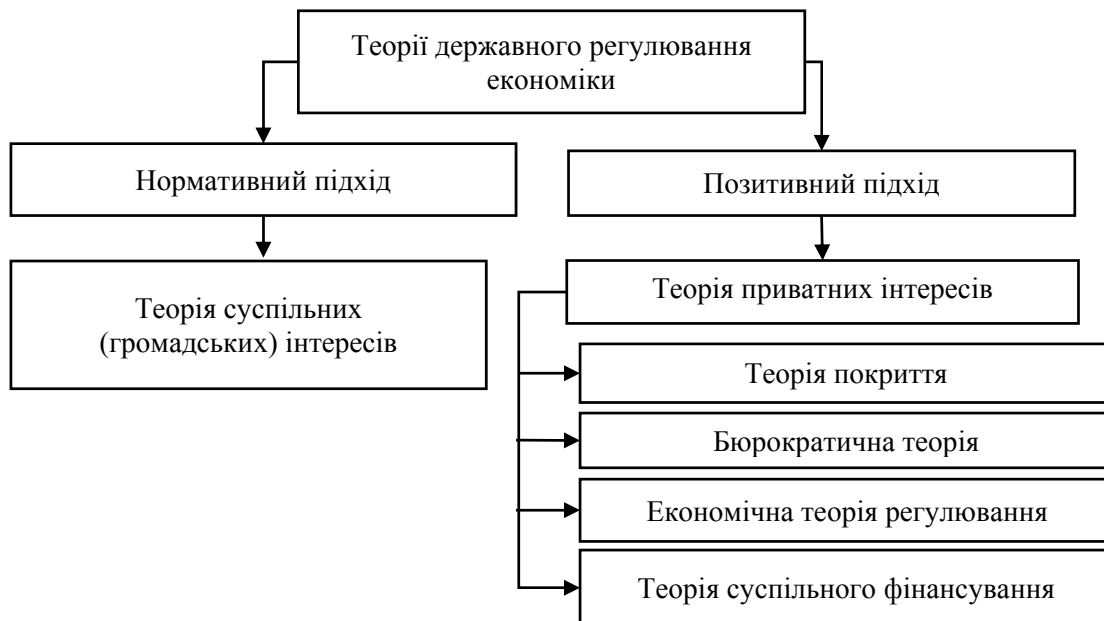 Теорії державного регулювання
економіки
Нормативний підхід
Позитивний підхід
Теорія суспільних
(громадських) інтересів
Теорія приватних інтересів
Теорія покриття
Бюрократична теорія
Економічна теорія регулювання
Теорія суспільного фінансування